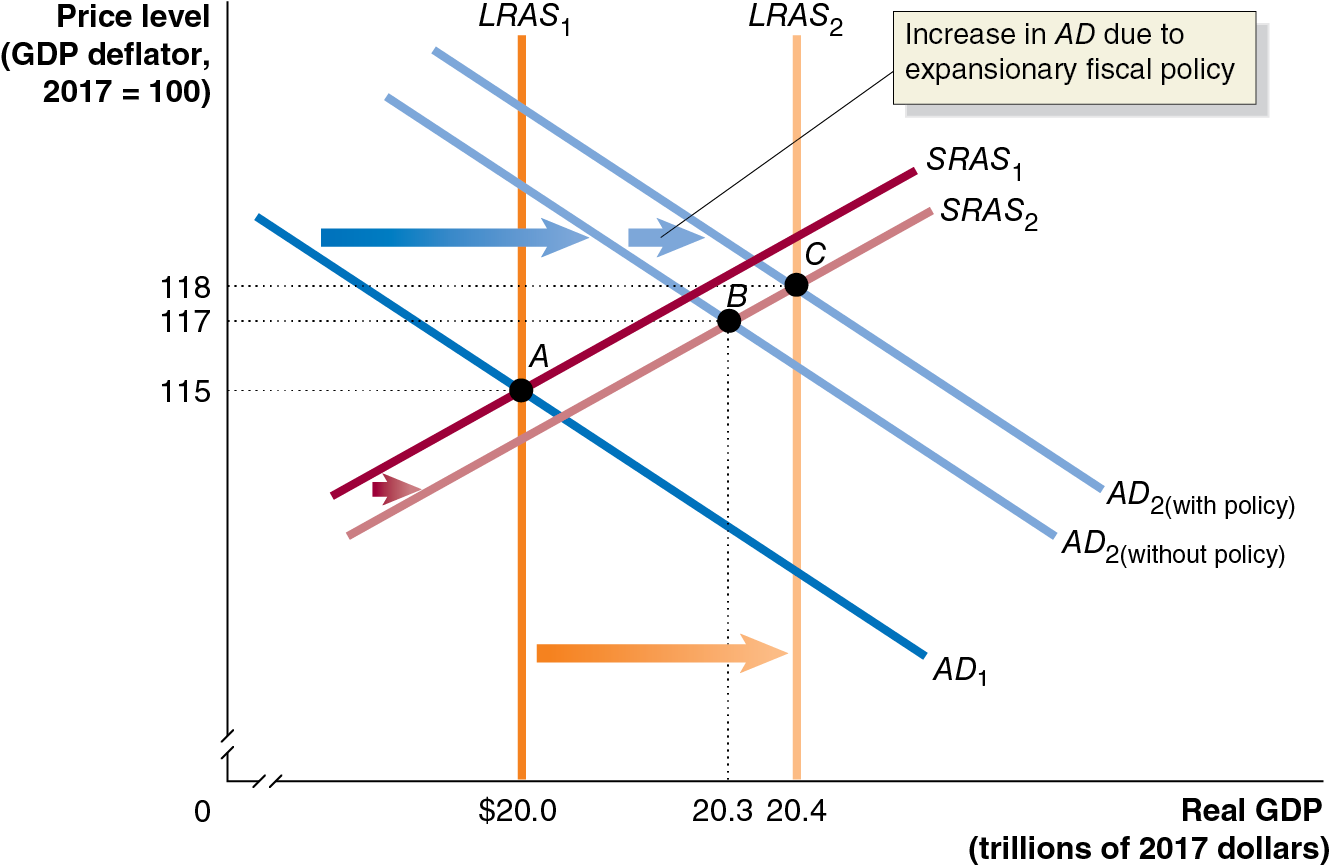 Price level
(GDP deflator,
2017 = 100)
LRAS₁
LRAS₂
Increase in AD due to
expansionary fiscal policy
SRAS₁
SRAS₂
C
B
A
118
117
115
AD₂(with policy)
AD₂(without policy)
AD₁
0
$20.0
20.3
20.4
Real GDP
(trillions of 2017 dollars)